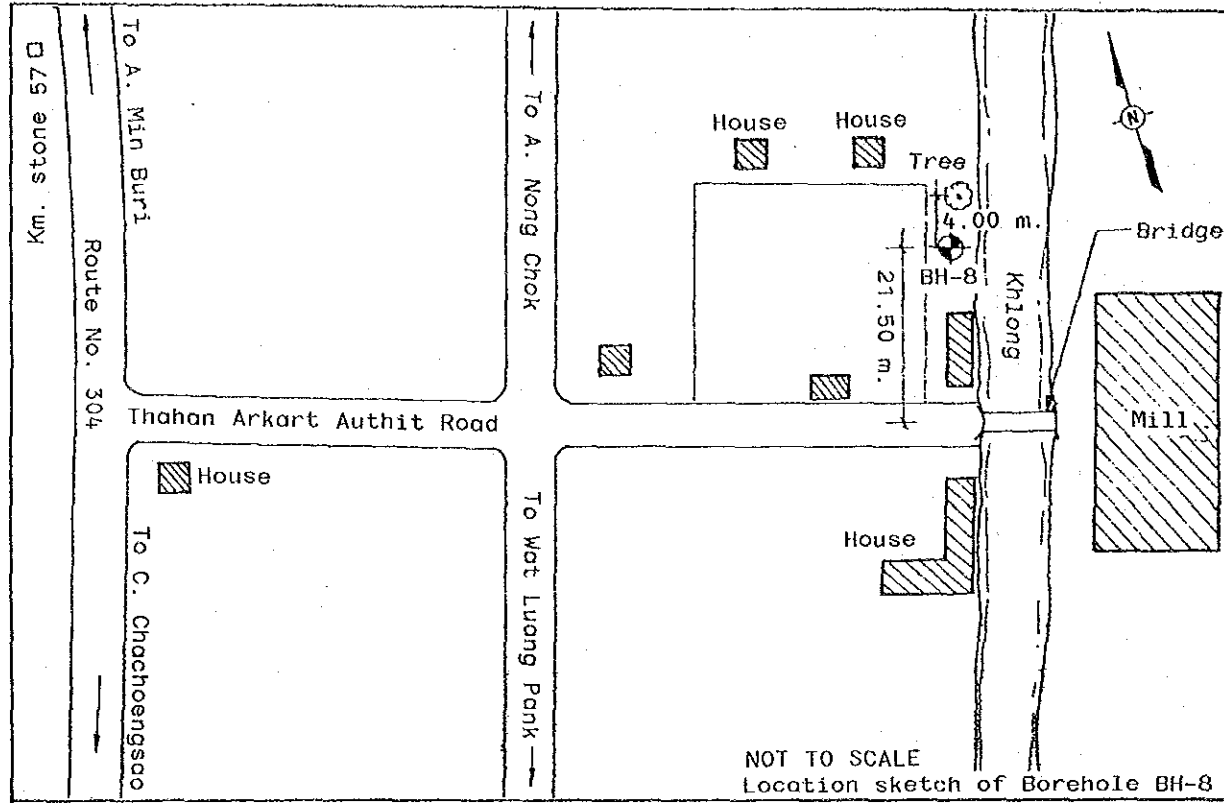 Km. stone 57
To A. Min Buri
Route No. 304
To A. Nong Chok
House
House
Tree
4.00 m.
BH-8
21.50 m.
Khlong
N
Bridge
Mill
Thahan Arkart Authit Road
House
To C. Chachoengsao
To Wat Luang Pank
House
NOT TO SCALE
Location sketch of Borehole BH-8